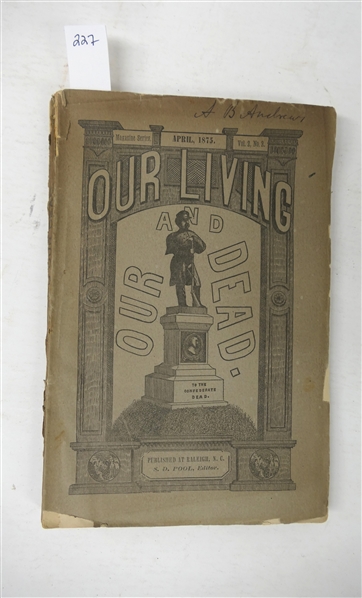 227
A B Andrews
Magazine Series
APRIL, 1875.
Vol. 2, No. 2.
OUR LIVING
AND
OUR DEAD.
TO THE
CONFEDERATE
DEAD.
PUBLISHED AT RALEIGH, N. C.
S. D. POOL, Editor.